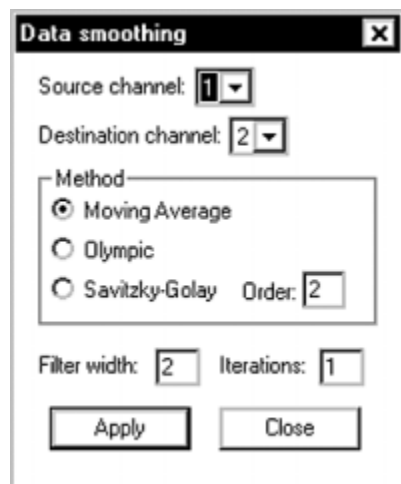 Data smoothing
Source channel: 1
Destination channel: 2
Method
Moving Average
Olympic
Savitzky-Golay Order: 2
Filter width: 2 Iterations: 1
Apply Close